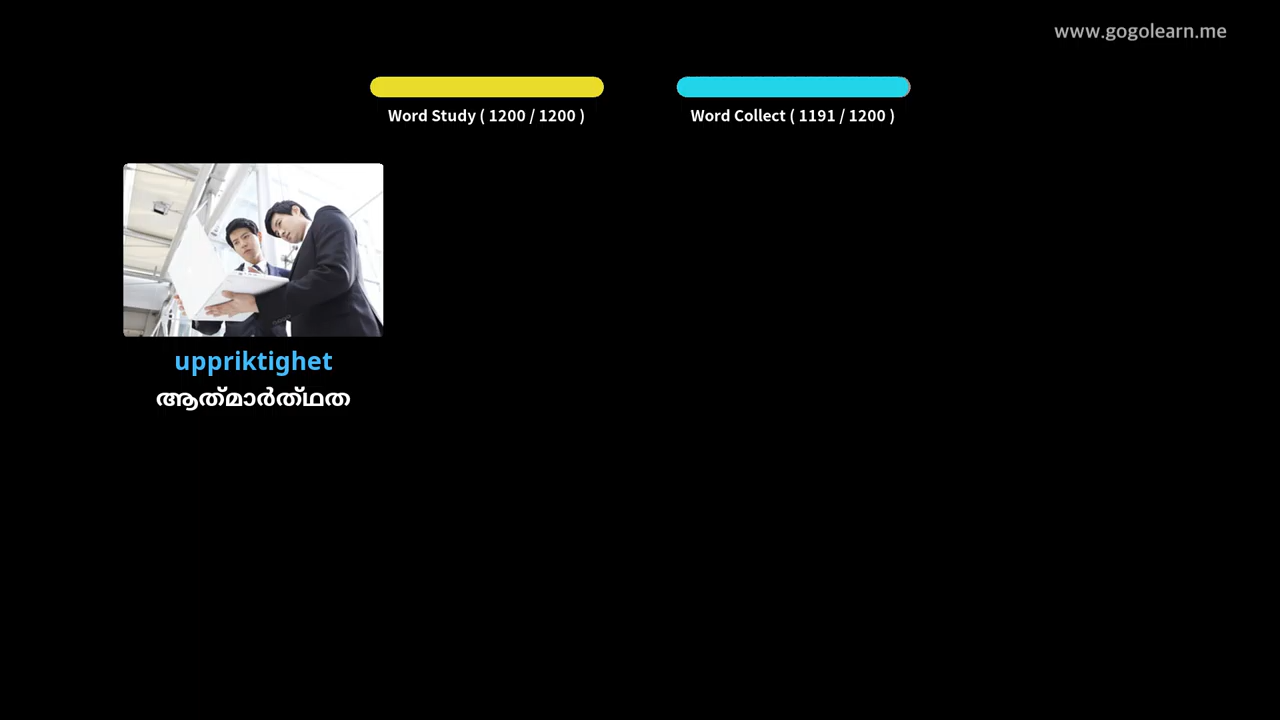 www.gogolearn.me
Word Study ( 1200 / 1200 )
Word Collect ( 1191 / 1200 )
uppriktighet
ആത്മാർത്ഥത